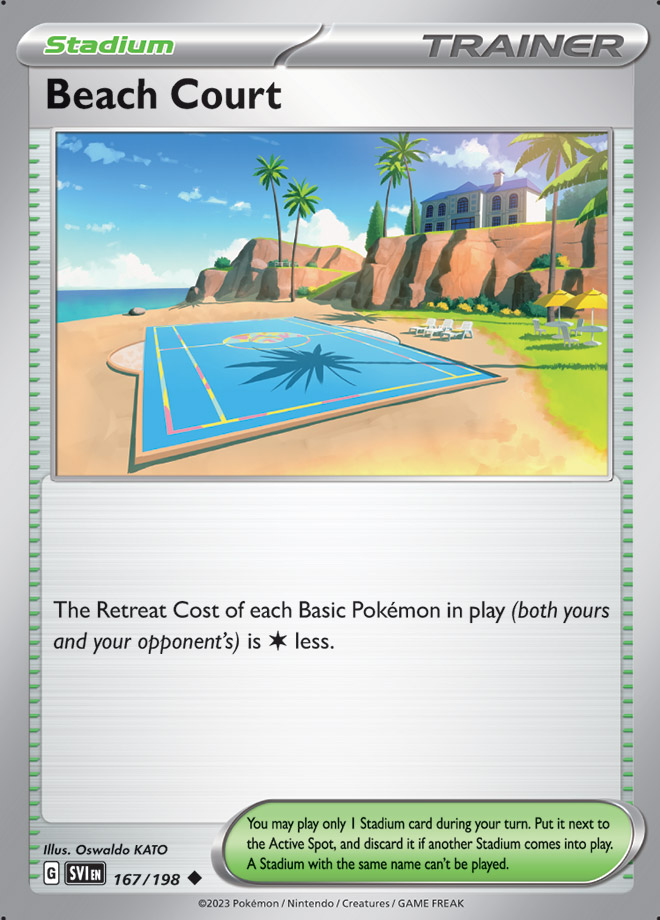 Stadium
TRAINER
Beach Court
The Retreat Cost of each Basic Pokémon in play (both yours
and your opponent's) is less.
You may play only 1 Stadium card during your turn. Put it next to
the Active Spot, and discard it if another Stadium comes into play.
A Stadium with the same name can't be played.
Illus. Oswaldo KATO
G SVI EN 167/198
©2023 Pokémon / Nintendo / Creatures / GAME FREAK